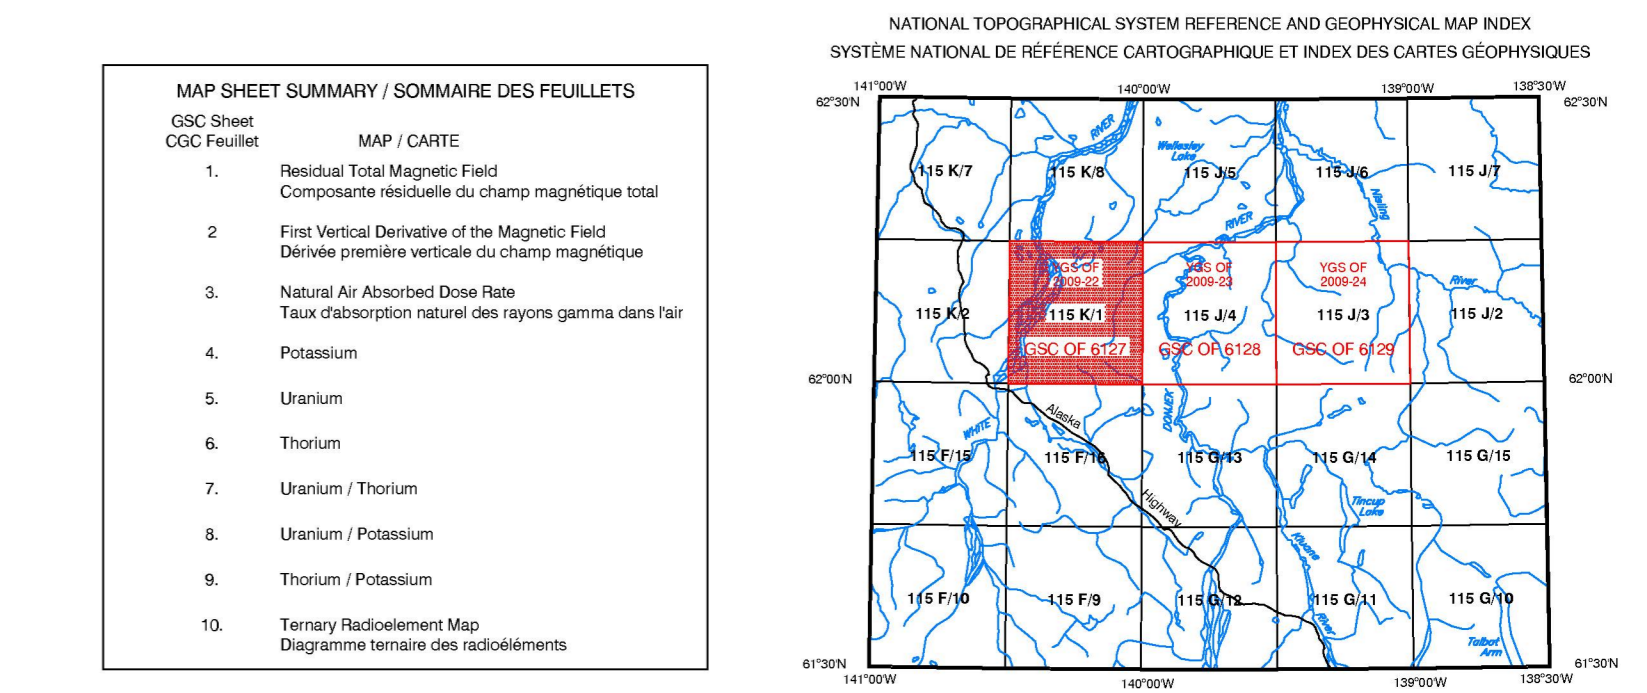 MAP SHEET SUMMARY / SOMMAIRE DES FEUILLETS
GSC Sheet
CGC Feuillet
MAP / CARTE
1. Residual Total Magnetic Field
Composante résiduelle du champ magnétique total
2 First Vertical Derivative of the Magnetic Field
Dérivée première verticale du champ magnétique
3. Natural Air Absorbed Dose Rate
Taux d'absorption naturel des rayons gamma dans l'air
4. Potassium
5. Uranium
6. Thorium
7. Uranium / Thorium
8. Uranium / Potassium
9. Thorium / Potassium
10. Ternary Radioelement Map
Diagramme ternaire des radioéléments
NATIONAL TOPOGRAPHICAL SYSTEM REFERENCE AND GEOPHYSICAL MAP INDEX
SYSTÈME NATIONAL DE RÉFÉRENCE CARTOGRAPHIQUE ET INDEX DES CARTES GÉOPHYSIQUES
141°00'W 140°00'W 139°00'W 138°30'W
62°30'N 62°30'N
RIVER
Wellesley
Lake
115 K/7 115 K/8 115 J/5 115 J/6 115 J/7
Nisling
RIVER
YGS OF
2009-22
YGS OF
2009-23
YGS OF
2009-24
River
115 K/2 115 K/1 115 J/4 115 J/3 115 J/2
GSC OF 6127 GSC OF 6128 GSC OF 6129
62°00'N 62°00'N
Alaska
DONJEK
WHITE
115 F/15 115 F/16 115 G/13 115 G/14 115 G/15
Highway
Tincup
Lake
Kluane
115 F/10 115 F/9 115 G/12 115 G/11 115 G/10
River
Talbot
Arm
61°30'N 61°30'N
141°00'W 140°00'W 139°00'W 138°30'W